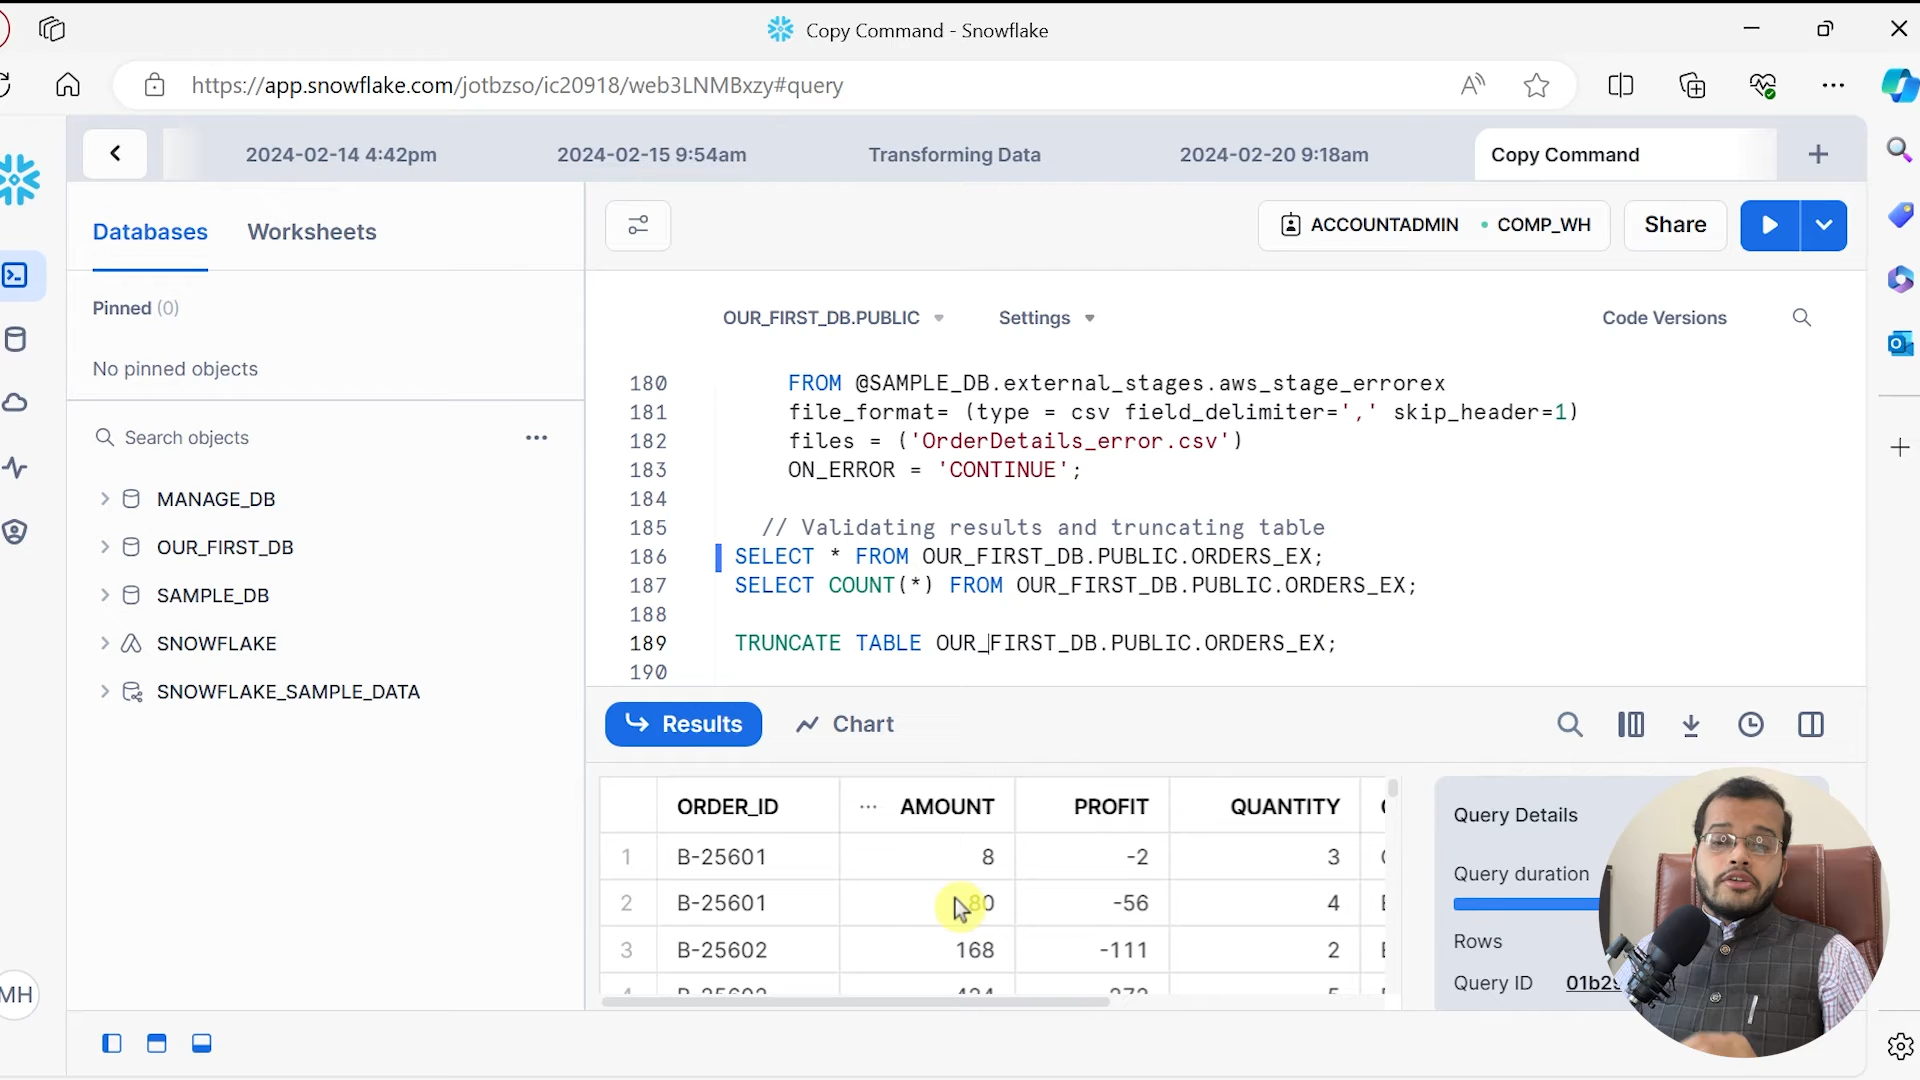 Copy Command - Snowflake
https://app.snowflake.com/jotbzso/ic20918/web3LNMBxzy#query
2024-02-14 4:42pm
2024-02-15 9:54am
Transforming Data
2024-02-20 9:18am
Copy Command
Databases
Worksheets
ACCOUNTADMIN
COMP_WH
Share
Pinned (0)
No pinned objects
Search objects
MANAGE_DB
OUR_FIRST_DB
SAMPLE_DB
SNOWFLAKE
SNOWFLAKE_SAMPLE_DATA
MH
OUR_FIRST_DB.PUBLIC
Settings
Code Versions
180 FROM @SAMPLE_DB.external_stages.aws_stage_errorex
181 file_format= (type = csv field_delimiter=',' skip_header=1)
182 files = ('OrderDetails_error.csv')
183 ON_ERROR = 'CONTINUE';
184
185 // Validating results and truncating table
186 SELECT * FROM OUR_FIRST_DB.PUBLIC.ORDERS_EX;
187 SELECT COUNT(*) FROM OUR_FIRST_DB.PUBLIC.ORDERS_EX;
188
189 TRUNCATE TABLE OUR_FIRST_DB.PUBLIC.ORDERS_EX;
190
Results
Chart
ORDER_ID ... AMOUNT PROFIT QUANTITY
1 B-25601 8 -2 3
2 B-25601 80 -56 4
3 B-25602 168 -111 2
Query Details
Query duration
Rows
Query ID 01b29